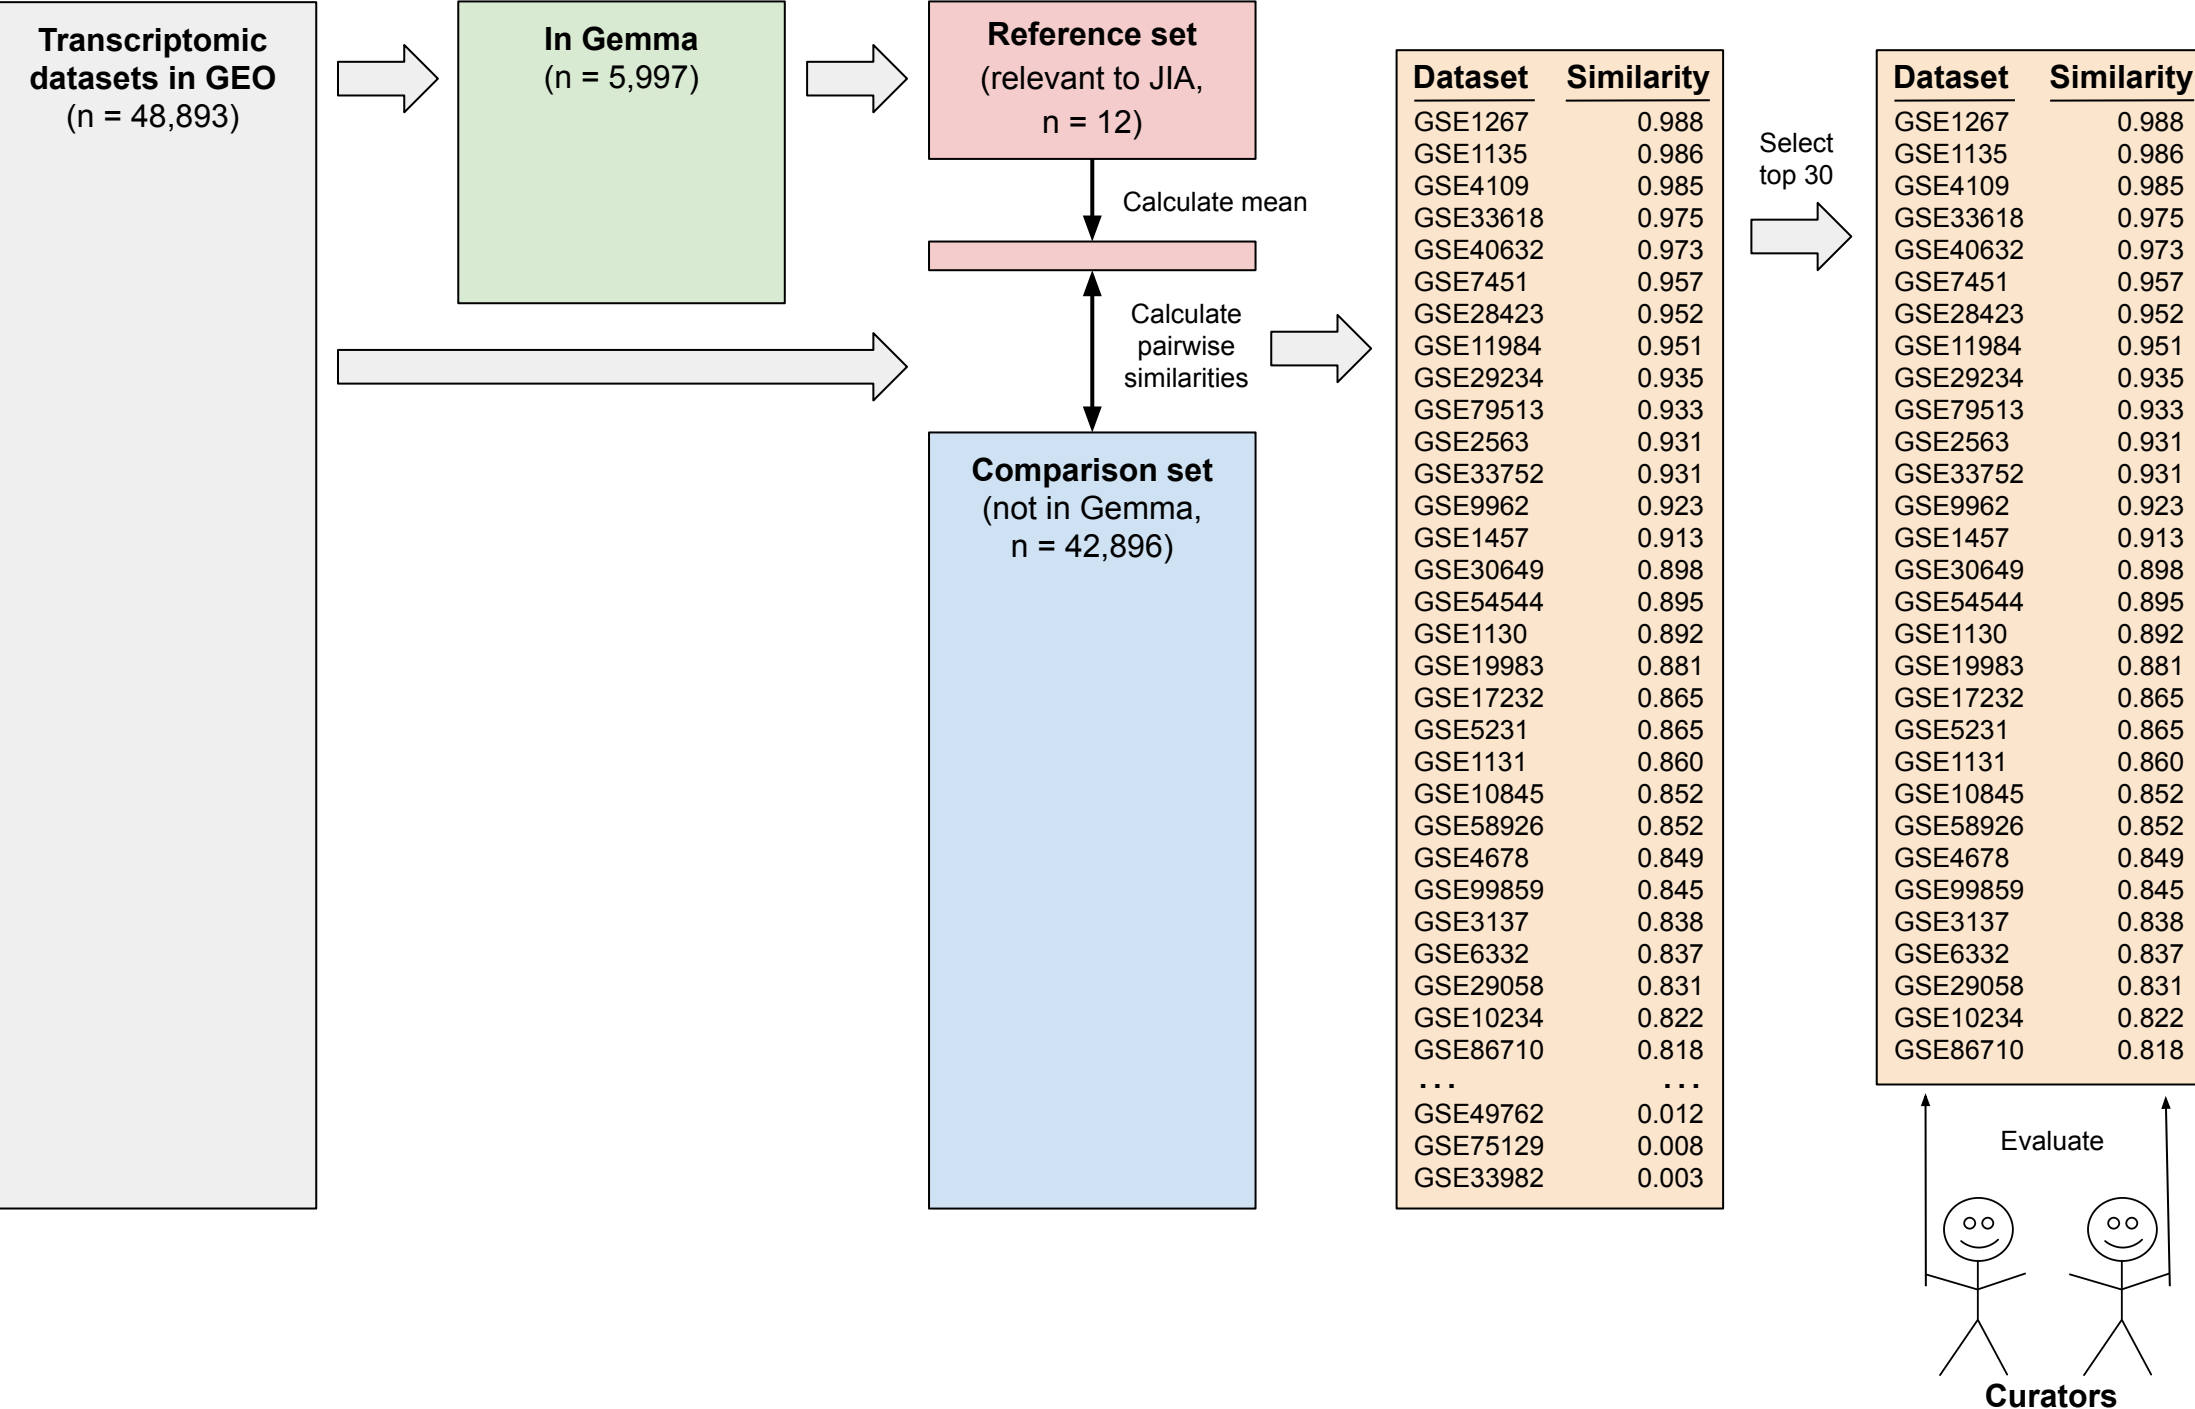 Transcriptomic
datasets in GEO
(n = 48,893)
In Gemma
(n = 5,997)
Reference set
(relevant to JIA,
n = 12)
Calculate mean
Calculate
pairwise
similarities
Comparison set
(not in Gemma,
n = 42,896)
Dataset Similarity
GSE1267 0.988
GSE1135 0.986
GSE4109 0.985
GSE33618 0.975
GSE40632 0.973
GSE7451 0.957
GSE28423 0.952
GSE11984 0.951
GSE29234 0.935
GSE79513 0.933
GSE2563 0.931
GSE33752 0.931
GSE9962 0.923
GSE1457 0.913
GSE30649 0.898
GSE54544 0.895
GSE1130 0.892
GSE19983 0.881
GSE17232 0.865
GSE5231 0.865
GSE1131 0.860
GSE10845 0.852
GSE58926 0.852
GSE4678 0.849
GSE99859 0.845
GSE3137 0.838
GSE6332 0.837
GSE29058 0.831
GSE10234 0.822
GSE86710 0.818
... ...
GSE49762 0.012
GSE75129 0.008
GSE33982 0.003
Select
top 30
Dataset Similarity
GSE1267 0.988
GSE1135 0.986
GSE4109 0.985
GSE33618 0.975
GSE40632 0.973
GSE7451 0.957
GSE28423 0.952
GSE11984 0.951
GSE29234 0.935
GSE79513 0.933
GSE2563 0.931
GSE33752 0.931
GSE9962 0.923
GSE1457 0.913
GSE30649 0.898
GSE54544 0.895
GSE1130 0.892
GSE19983 0.881
GSE17232 0.865
GSE5231 0.865
GSE1131 0.860
GSE10845 0.852
GSE58926 0.852
GSE4678 0.849
GSE99859 0.845
GSE3137 0.838
GSE6332 0.837
GSE29058 0.831
GSE10234 0.822
GSE86710 0.818
Evaluate
Curators